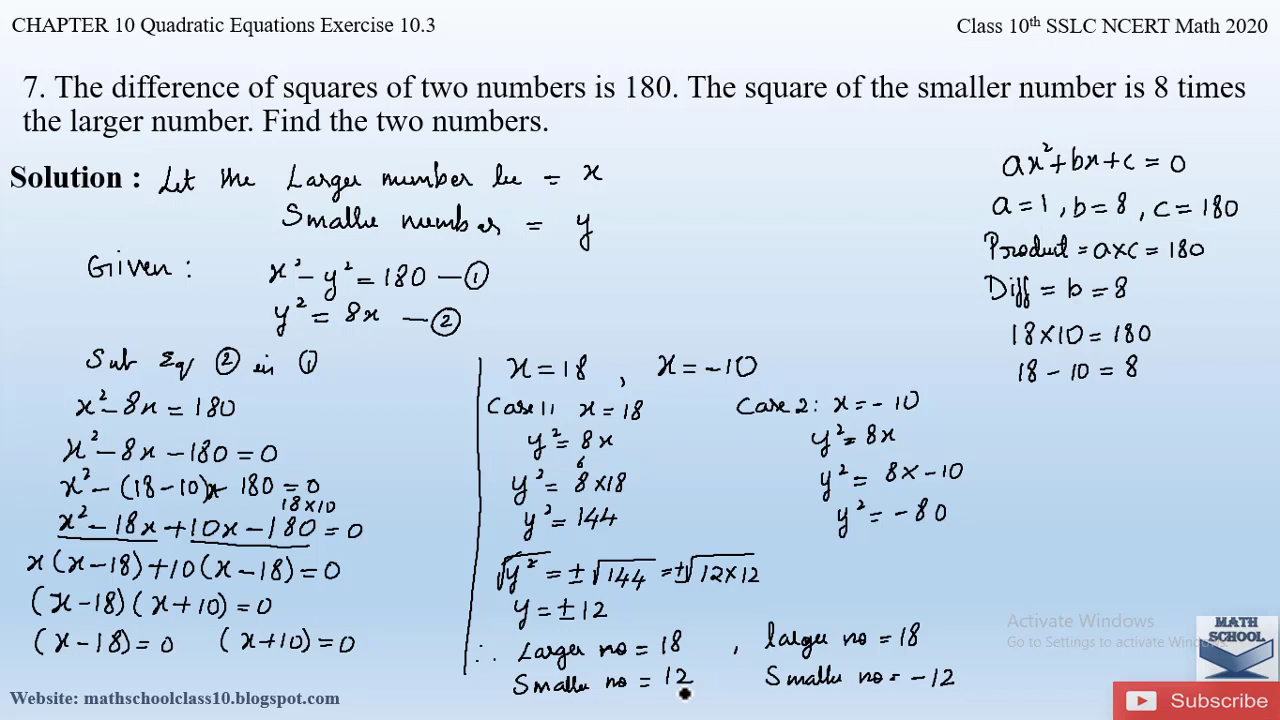 CHAPTER 10 Quadratic Equations Exercise 10.3
Class 10th SSLC NCERT Math 2020
7. The difference of squares of two numbers is 180. The square of the smaller number is 8 times
the larger number. Find the two numbers.
Solution : Let the Larger number be = x
Smaller number = y
Given : x² - y² = 180 — ①
y² = 8x — ②
Sub Eq ② in ①
x² - 8x = 180
x² - 8x - 180 = 0
x² - (18 - 10)x - 180 = 0
18 x 10
x² - 18x + 10x - 180 = 0
x(x - 18) + 10(x - 18) = 0
(x - 18)(x + 10) = 0
(x - 18) = 0 (x + 10) = 0
x = 18 , x = -10
Case 1: x = 18
y² = 8x
y² = 8 x 18
y² = 144
√y² = ±√144 = ±√12 x 12
y = ± 12
∴ Larger no = 18 , larger no = 18
Smaller no = 12 Smaller no = -12
Case 2: x = -10
y² = 8x
y² = 8 x -10
y² = -80
ax² + bx + c = 0
a = 1 , b = 8 , c = 180
Product = a x c = 180
Diff = b = 8
18 x 10 = 180
18 - 10 = 8
Activate Windows
Go to Settings to activate Windows.
MATH
SCHOOL
Subscribe
Website: mathschoolclass10.blogspot.com